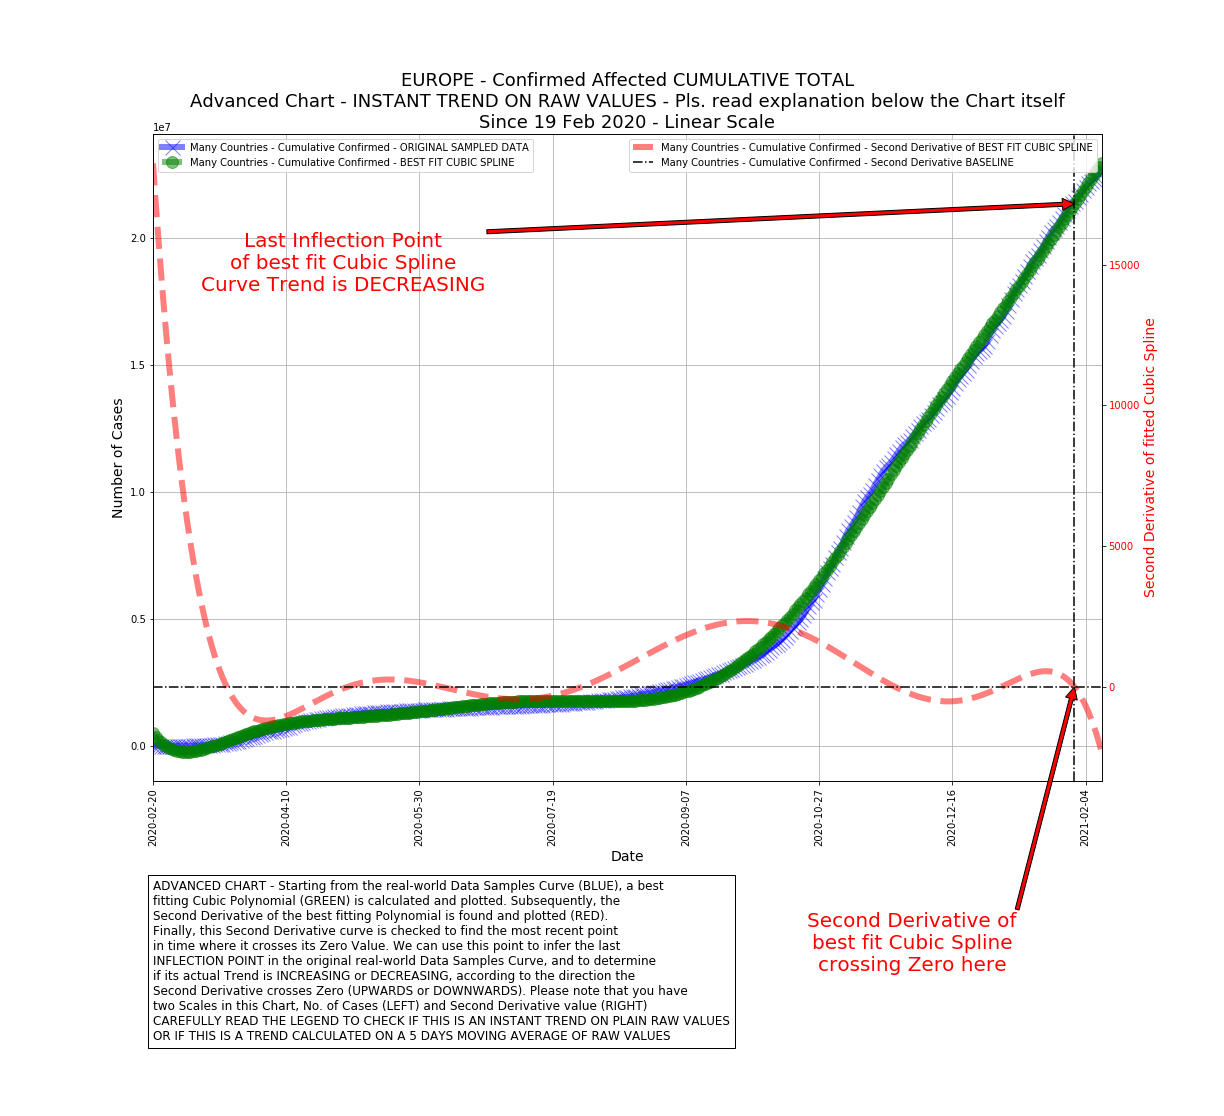 EUROPE - Confirmed Affected CUMULATIVE TOTAL
Advanced Chart - INSTANT TREND ON RAW VALUES - Pls. read explanation below the Chart itself
Since 19 Feb 2020 - Linear Scale
1e7
Many Countries - Cumulative Confirmed - ORIGINAL SAMPLED DATA
Many Countries - Cumulative Confirmed - BEST FIT CUBIC SPLINE
Many Countries - Cumulative Confirmed - Second Derivative of BEST FIT CUBIC SPLINE
Many Countries - Cumulative Confirmed - Second Derivative BASELINE
Last Inflection Point
of best fit Cubic Spline
Curve Trend is DECREASING
Number of Cases
2.0
1.5
1.0
0.5
0.0
15000
10000
5000
0
Second Derivative of fitted Cubic Spline
2020-02-20
2020-04-10
2020-05-30
2020-07-19
2020-09-07
2020-10-27
2020-12-16
2021-02-04
Date
ADVANCED CHART - Starting from the real-world Data Samples Curve (BLUE), a best
fitting Cubic Polynomial (GREEN) is calculated and plotted. Subsequently, the
Second Derivative of the best fitting Polynomial is found and plotted (RED).
Finally, this Second Derivative curve is checked to find the most recent point
in time where it crosses its Zero Value. We can use this point to infer the last
INFLECTION POINT in the original real-world Data Samples Curve, and to determine
if its actual Trend is INCREASING or DECREASING, according to the direction the
Second Derivative crosses Zero (UPWARDS or DOWNWARDS). Please note that you have
two Scales in this Chart, No. of Cases (LEFT) and Second Derivative value (RIGHT)
CAREFULLY READ THE LEGEND TO CHECK IF THIS IS AN INSTANT TREND ON PLAIN RAW VALUES
OR IF THIS IS A TREND CALCULATED ON A 5 DAYS MOVING AVERAGE OF RAW VALUES
Second Derivative of
best fit Cubic Spline
crossing Zero here